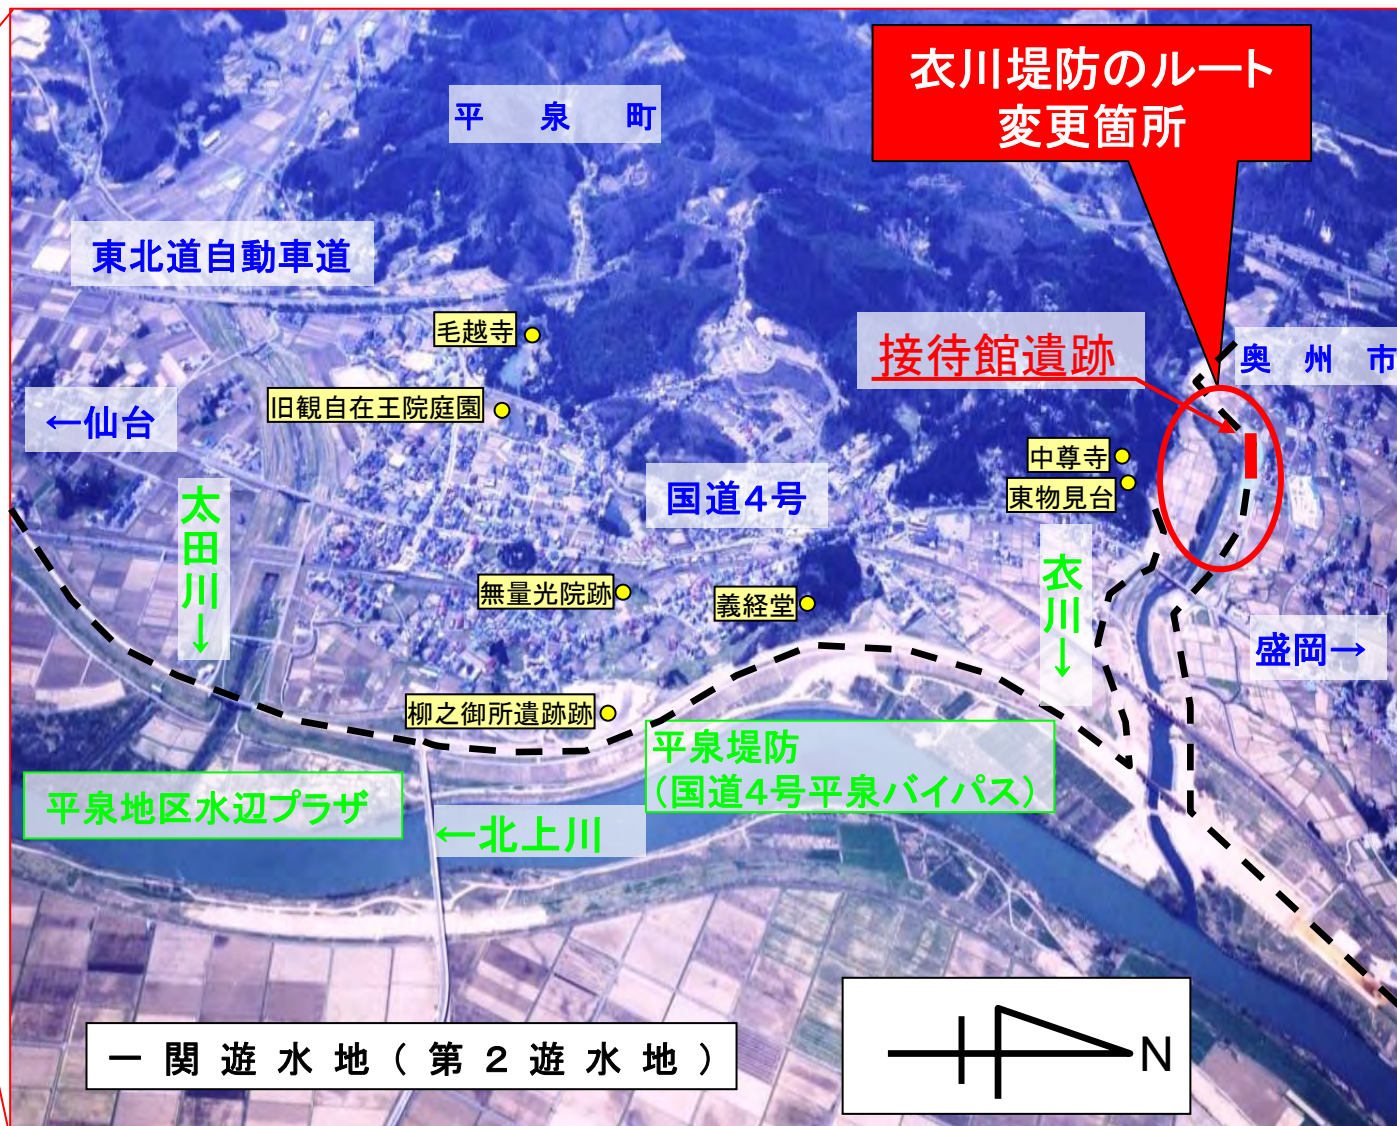 衣川堤防のルート
変更箇所
平泉町
東北道自動車道
毛越寺
接待館遺跡
奥州市
旧観自在王院庭園
←仙台
中尊寺
国道4号
東物見台
太田川↓
衣川↓
無量光院跡
義経堂
盛岡→
柳之御所遺跡跡
平泉堤防
(国道4号平泉バイパス)
平泉地区水辺プラザ
←北上川
一関遊水地(第2遊水地)
N